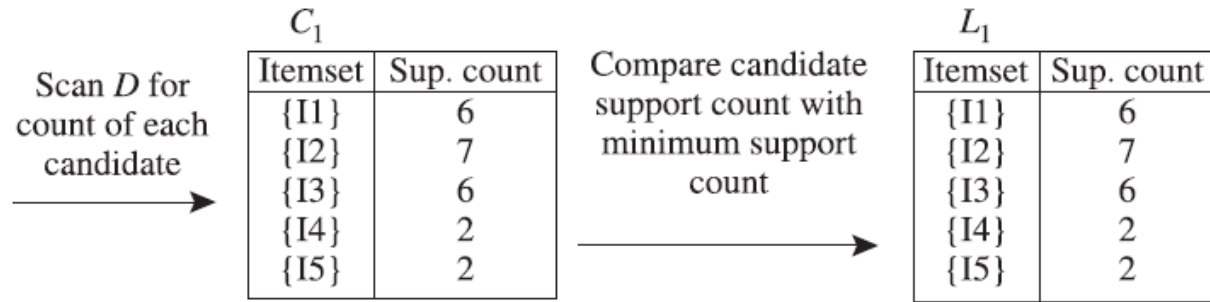 Scan D for
count of each
candidate
C1
Itemset Sup. count
{I1} 6
{I2} 7
{I3} 6
{I4} 2
{I5} 2
Compare candidate
support count with
minimum support
count
L1
Itemset Sup. count
{I1} 6
{I2} 7
{I3} 6
{I4} 2
{I5} 2